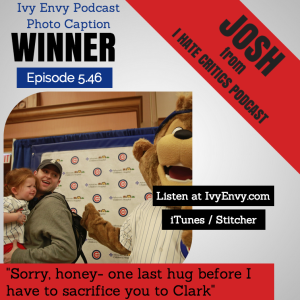 Ivy Envy Podcast
Photo Caption
WINNER
Episode 5.46
JOSH
from
I HATE CRITICS PODCAST
Listen at IvyEnvy.com
iTunes / Stitcher
"Sorry, honey- one last hug before I
have to sacrifice you to Clark"